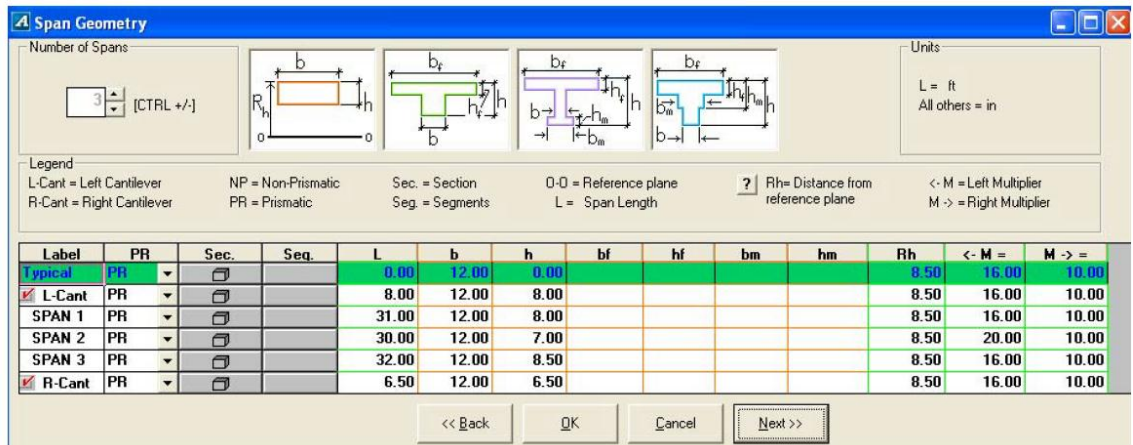 Span Geometry
Number of Spans
3
[CTRL +/-]
b
Rh
h
0
0
bf
hf
h
b
bf
hf
h
b
hm
bm
bf
bm
hf
hm
h
b
Units
L = ft
All others = in
Legend
L-Cant = Left Cantilever NP = Non-Prismatic Sec. = Section O-O = Reference plane ? Rh= Distance from reference plane <- M = Left Multiplier
R-Cant = Right Cantilever PR = Prismatic Seg. = Segments L = Span Length M -> = Right Multiplier
Label PR Sec. Seg. L b h bf hf bm hm Rh <- M = M -> =
Typical PR 0.00 12.00 0.00 8.50 16.00 10.00
L-Cant PR 8.00 12.00 8.00 8.50 16.00 10.00
SPAN 1 PR 31.00 12.00 8.00 8.50 16.00 10.00
SPAN 2 PR 30.00 12.00 7.00 8.50 20.00 10.00
SPAN 3 PR 32.00 12.00 8.50 8.50 16.00 10.00
R-Cant PR 6.50 12.00 6.50 8.50 16.00 10.00
<< Back OK Cancel Next >>